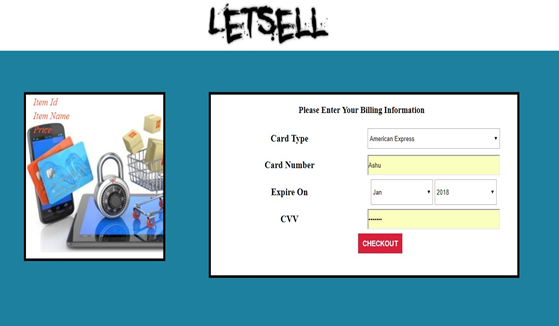 LETSELL
Item Id
Item Name
Price
Please Enter Your Billing Information
Card Type American Express
Card Number Ashu
Expire On Jan 2018
CVV •••••••
CHECKOUT